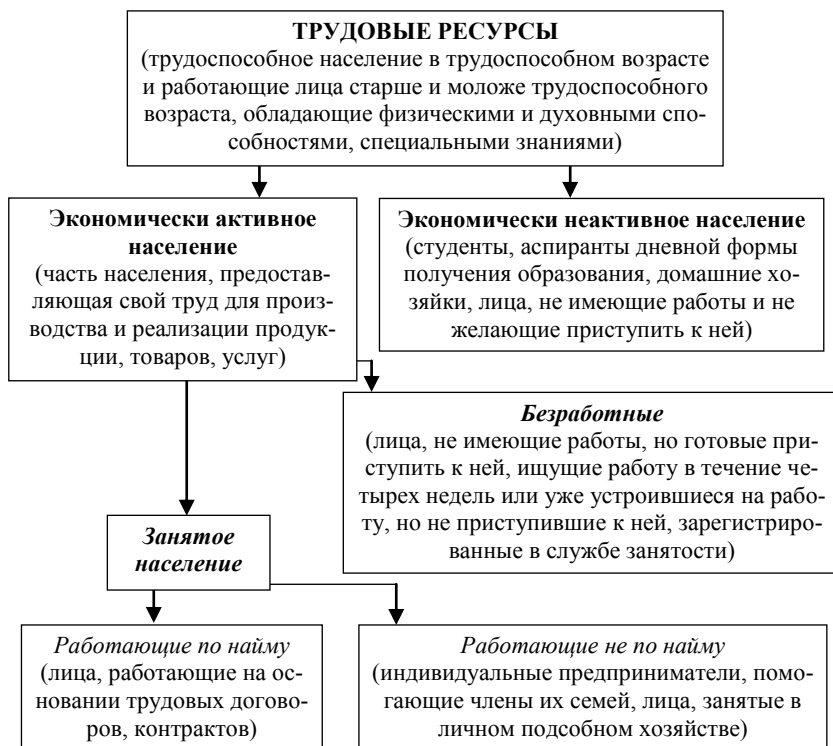 ТРУДОВЫЕ РЕСУРСЫ
(трудоспособное население в трудоспособном возрасте
и работающие лица старше и моложе трудоспособного
возраста, обладающие физическими и духовными спо-
собностями, специальными знаниями)
Экономически активное
население
(часть населения, предостав-
ляющая свой труд для произ-
водства и реализации продук-
ции, товаров, услуг)
Экономически неактивное население
(студенты, аспиранты дневной формы
получения образования, домашние хо-
зяйки, лица, не имеющие работы и не
желающие приступить к ней)
Безработные
(лица, не имеющие работы, но готовые при-
ступить к ней, ищущие работу в течение че-
тырех недель или уже устроившиеся на рабо-
ту, но не приступившие к ней, зарегистриро-
ванные в службе занятости)
Занятое
население
Работающие по найму
(лица, работающие на ос-
новании трудовых догово-
ров, контрактов)
Работающие не по найму
(индивидуальные предприниматели, помо-
гающие члены их семей, лица, занятые в
личном подсобном хозяйстве)